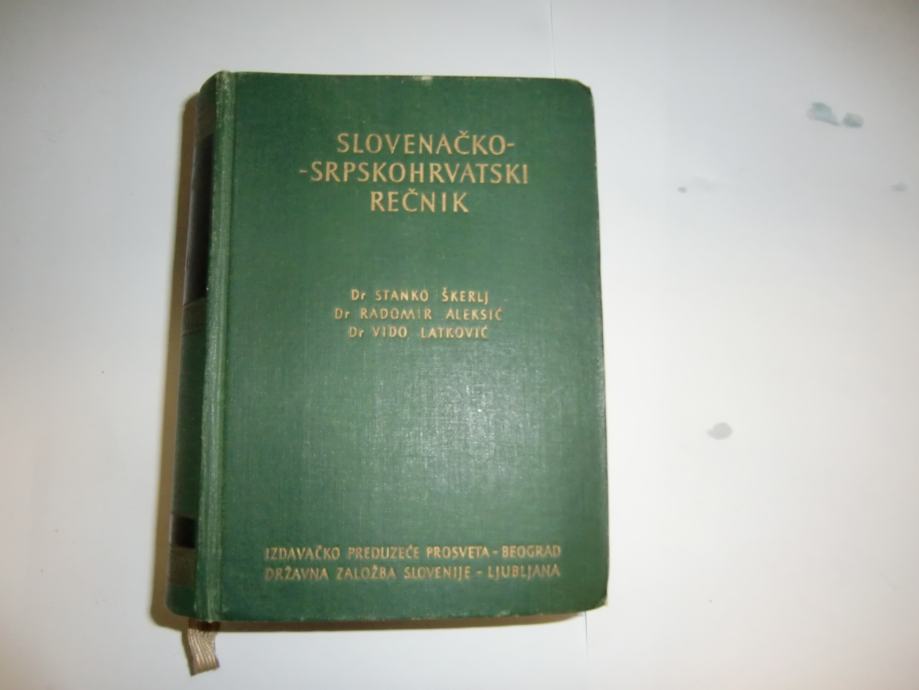 SLOVENAČKO-
-SRPSKOHRVATSKI
REČNIK
Dr STANKO ŠKERLJ
Dr RADOMIR ALEKSIĆ
Dr VIDO LATKOVIĆ
IZDAVAČKO PREDUZEĆE PROSVETA - BEOGRAD
DRŽAVNA ZALOŽBA SLOVENIJE - LJUBLJANA